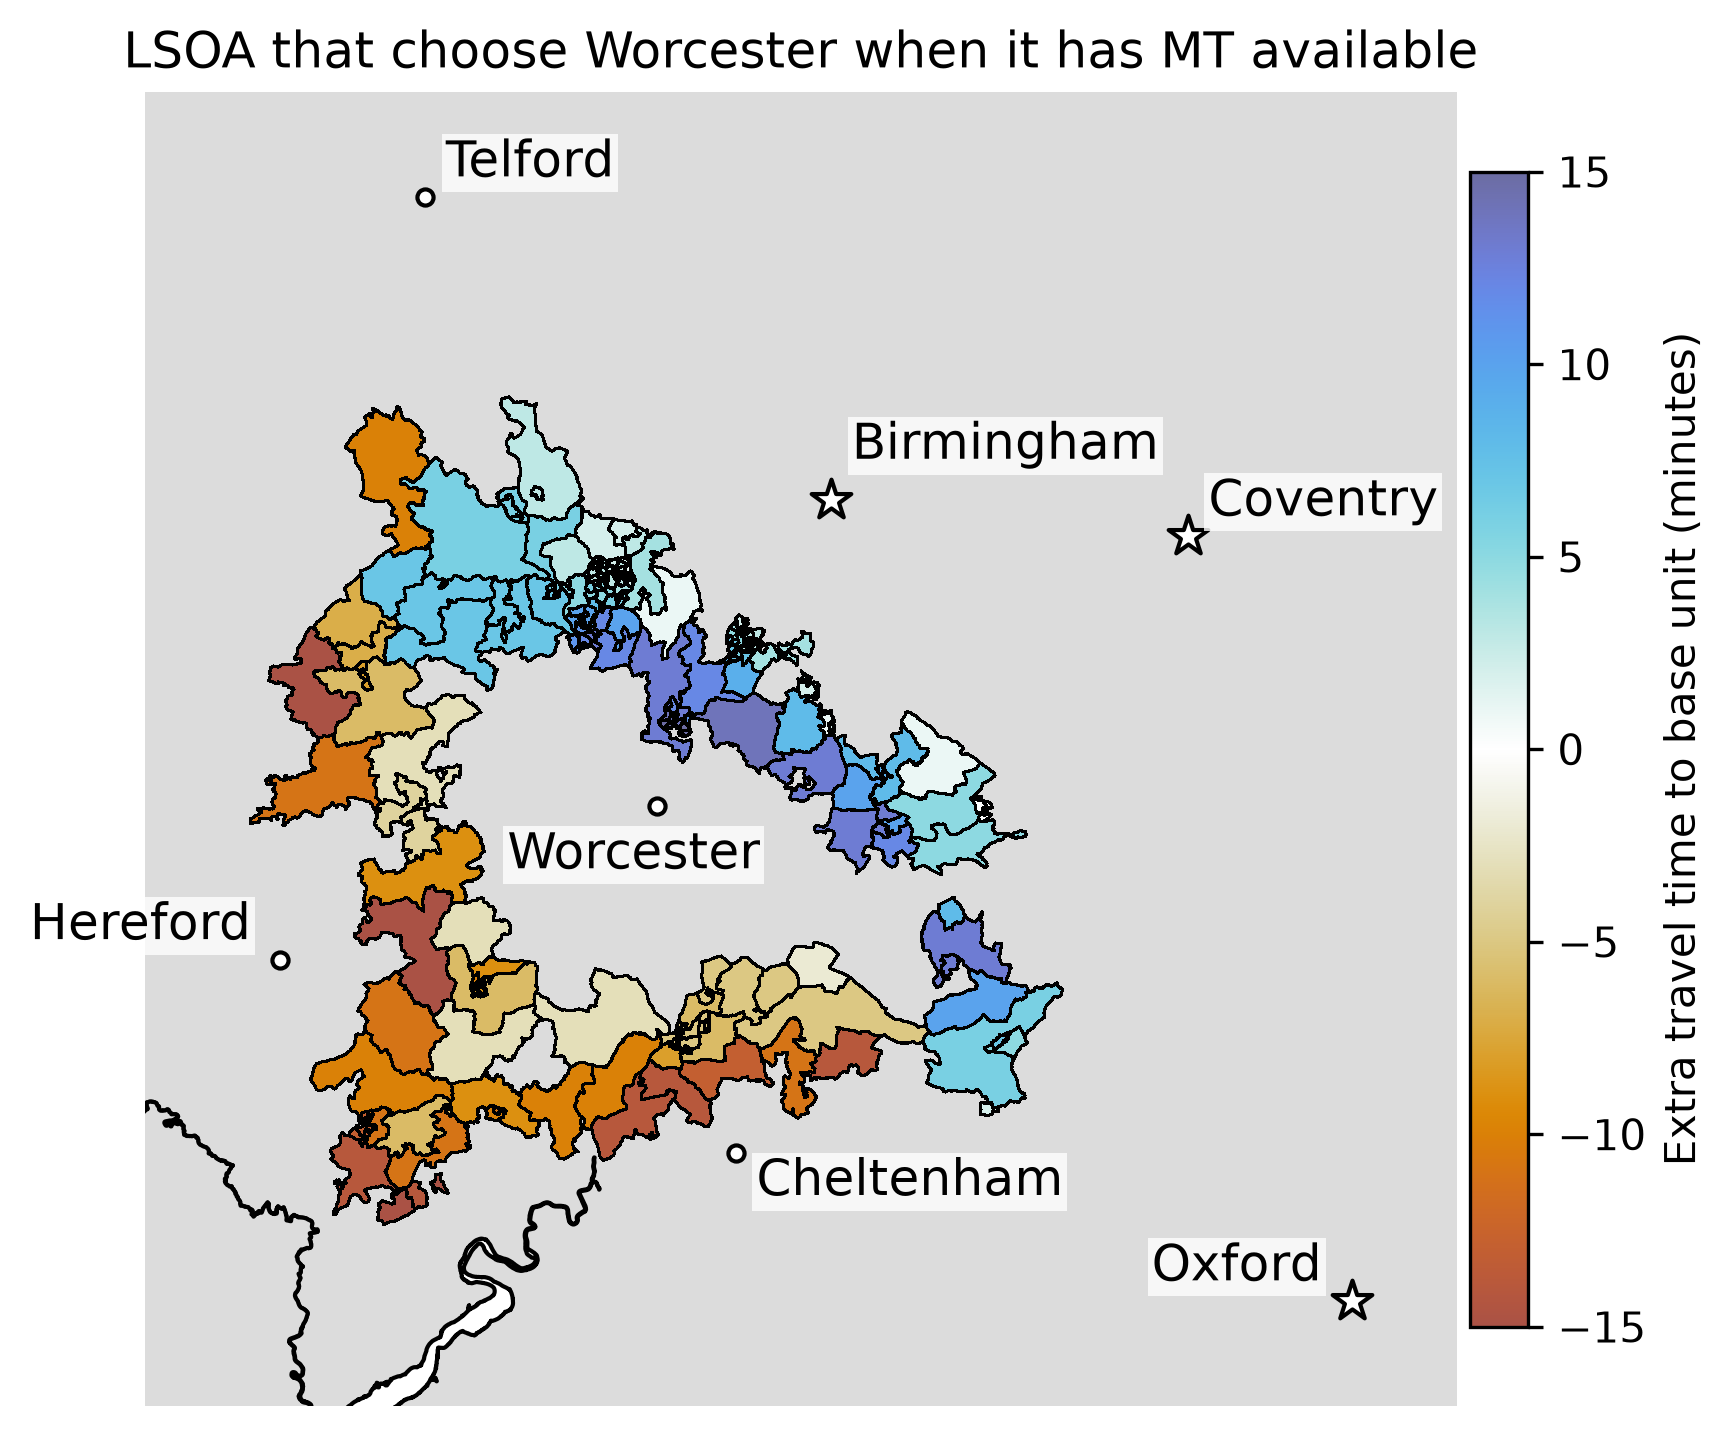 LSOA that choose Worcester when it has MT available
Telford
Birmingham
Coventry
Worcester
Hereford
Cheltenham
Oxford
15
10
5
0
−5
−10
−15
Extra travel time to base unit (minutes)